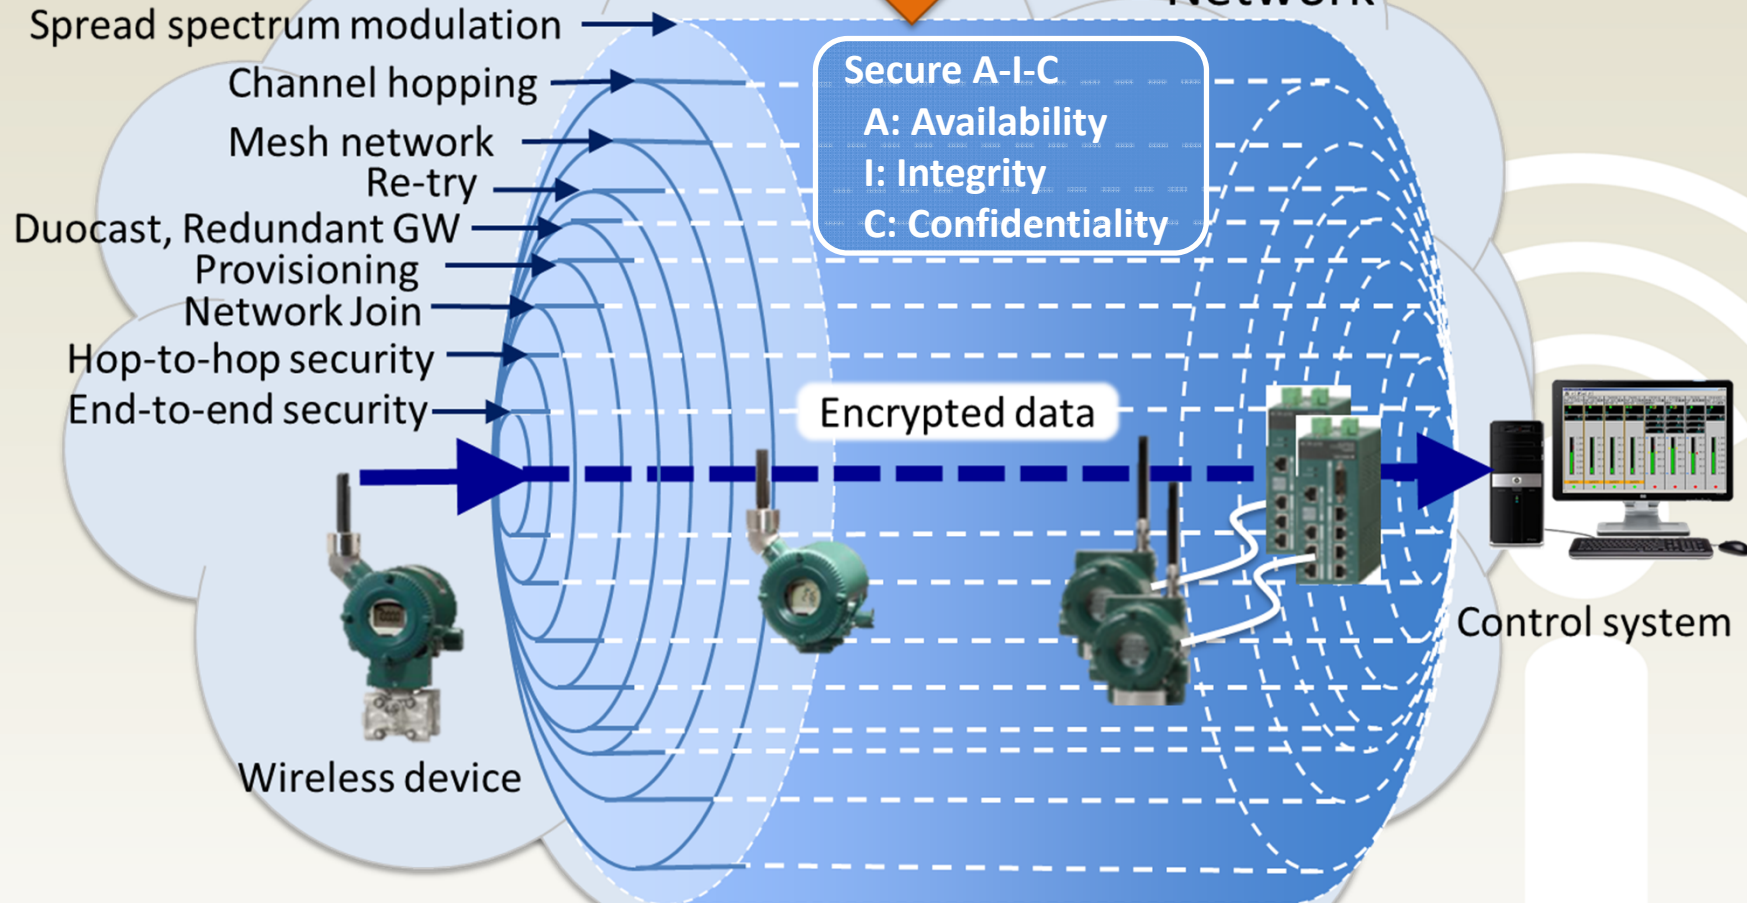 Network
Spread spectrum modulation
Channel hopping
Mesh network
Re-try
Duocast, Redundant GW
Provisioning
Network Join
Hop-to-hop security
End-to-end security
Secure A-I-C
A: Availability
I: Integrity
C: Confidentiality
Encrypted data
Wireless device
Control system